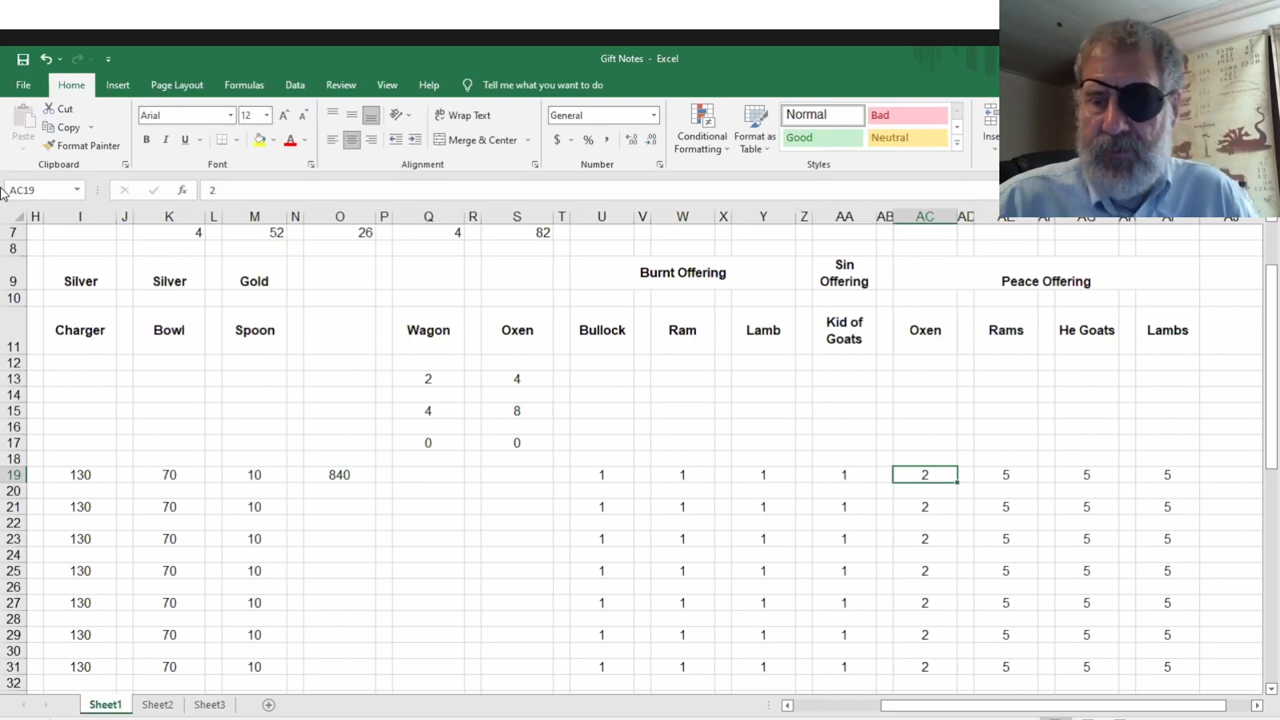 Gift Notes - Excel
File Home Insert Page Layout Formulas Data Review View Help Tell me what you want to do
Cut
Copy
Format Painter
Paste
Clipboard
Arial 12
B I U
Font
Wrap Text
Merge & Center
Alignment
General
$ % ,
Number
Conditional Formatting
Format as Table
Normal Bad
Good Neutral
Styles
AC19 fx 2
H I J K L M N O P Q R S T U V W X Y Z AA AB AC AD
7 4 52 26 4 82
8
9 Silver Silver Gold Burnt Offering Sin Offering Peace Offering
10
11 Charger Bowl Spoon Wagon Oxen Bullock Ram Lamb Kid of Goats Oxen Rams He Goats Lambs
12
13 2 4
14
15 4 8
16
17 0 0
18
19 130 70 10 840 1 1 1 1 2 5 5 5
20
21 130 70 10 1 1 1 1 2 5 5 5
22
23 130 70 10 1 1 1 1 2 5 5 5
24
25 130 70 10 1 1 1 1 2 5 5 5
26
27 130 70 10 1 1 1 1 2 5 5 5
28
29 130 70 10 1 1 1 1 2 5 5 5
30
31 130 70 10 1 1 1 1 2 5 5 5
32
Sheet1 Sheet2 Sheet3